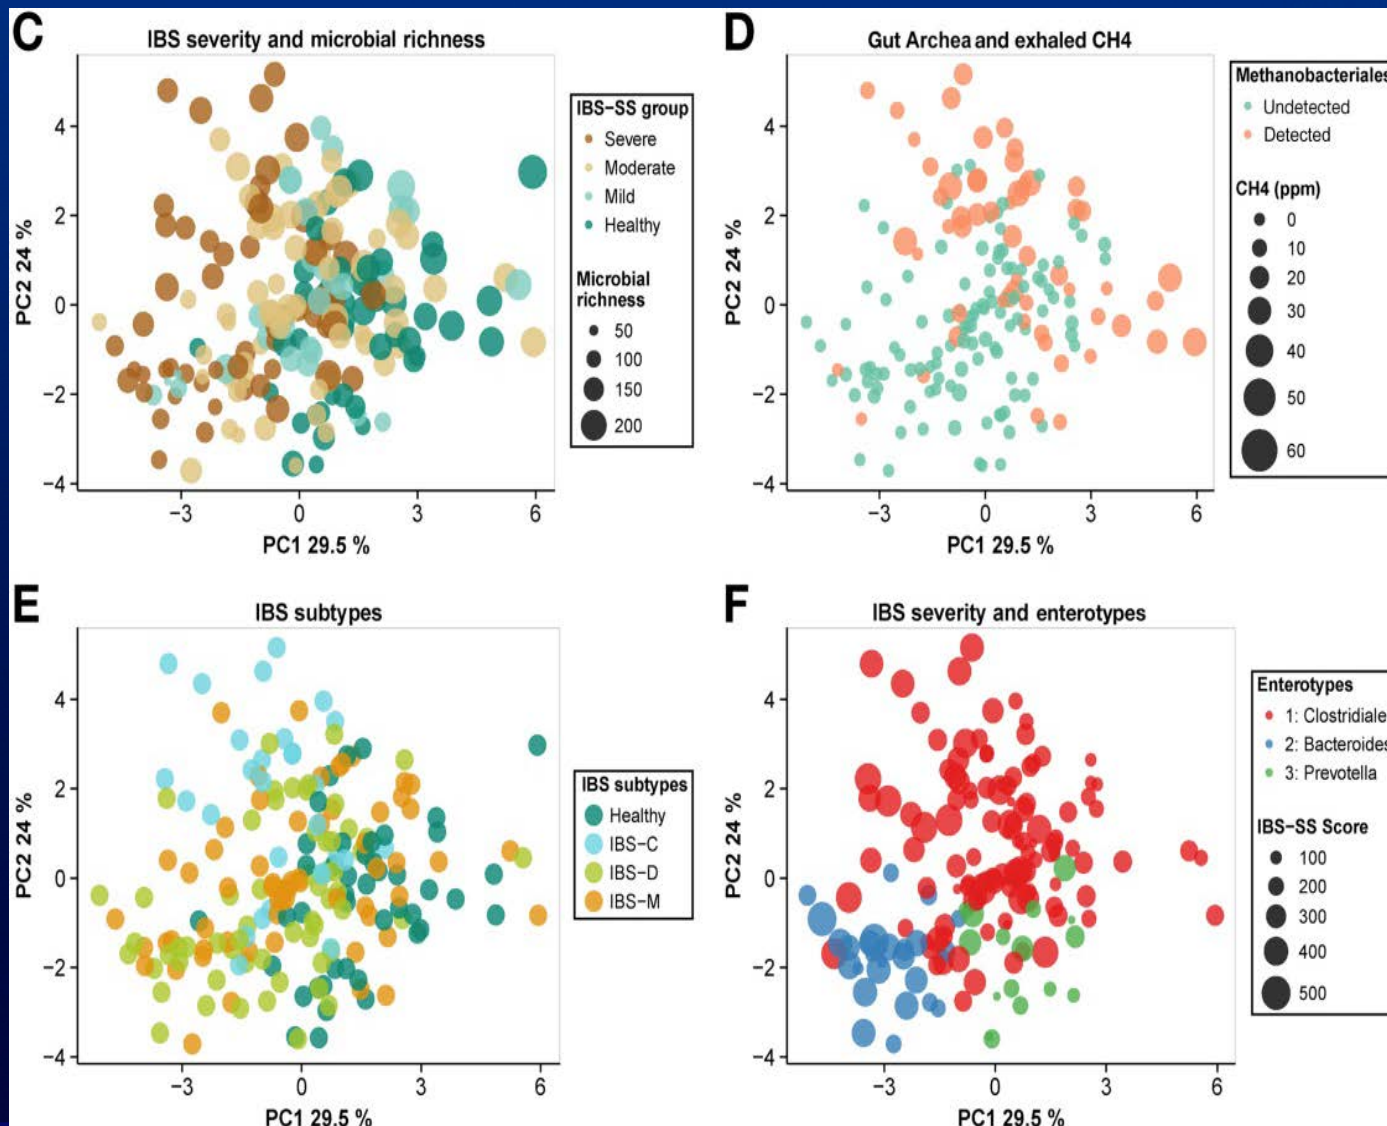 C
IBS severity and microbial richness
4
2
0
−2
−4
PC2 24 %
−3
0
3
6
PC1 29.5 %
IBS−SS group
Severe
Moderate
Mild
Healthy
Microbial
richness
50
100
150
200
D
Gut Archea and exhaled CH4
4
2
0
−2
−4
PC2 24 %
−3
0
3
6
PC1 29.5 %
Methanobacteriales
Undetected
Detected
CH4 (ppm)
0
10
20
30
40
50
60
E
IBS subtypes
4
2
0
−2
−4
PC2 24 %
−3
0
3
6
PC1 29.5 %
IBS subtypes
Healthy
IBS−C
IBS−D
IBS−M
F
IBS severity and enterotypes
4
2
0
−2
−4
PC2 24 %
−3
0
3
6
PC1 29.5 %
Enterotypes
1: Clostridiale
2: Bacteroides
3: Prevotella
IBS−SS Score
100
200
300
400
500